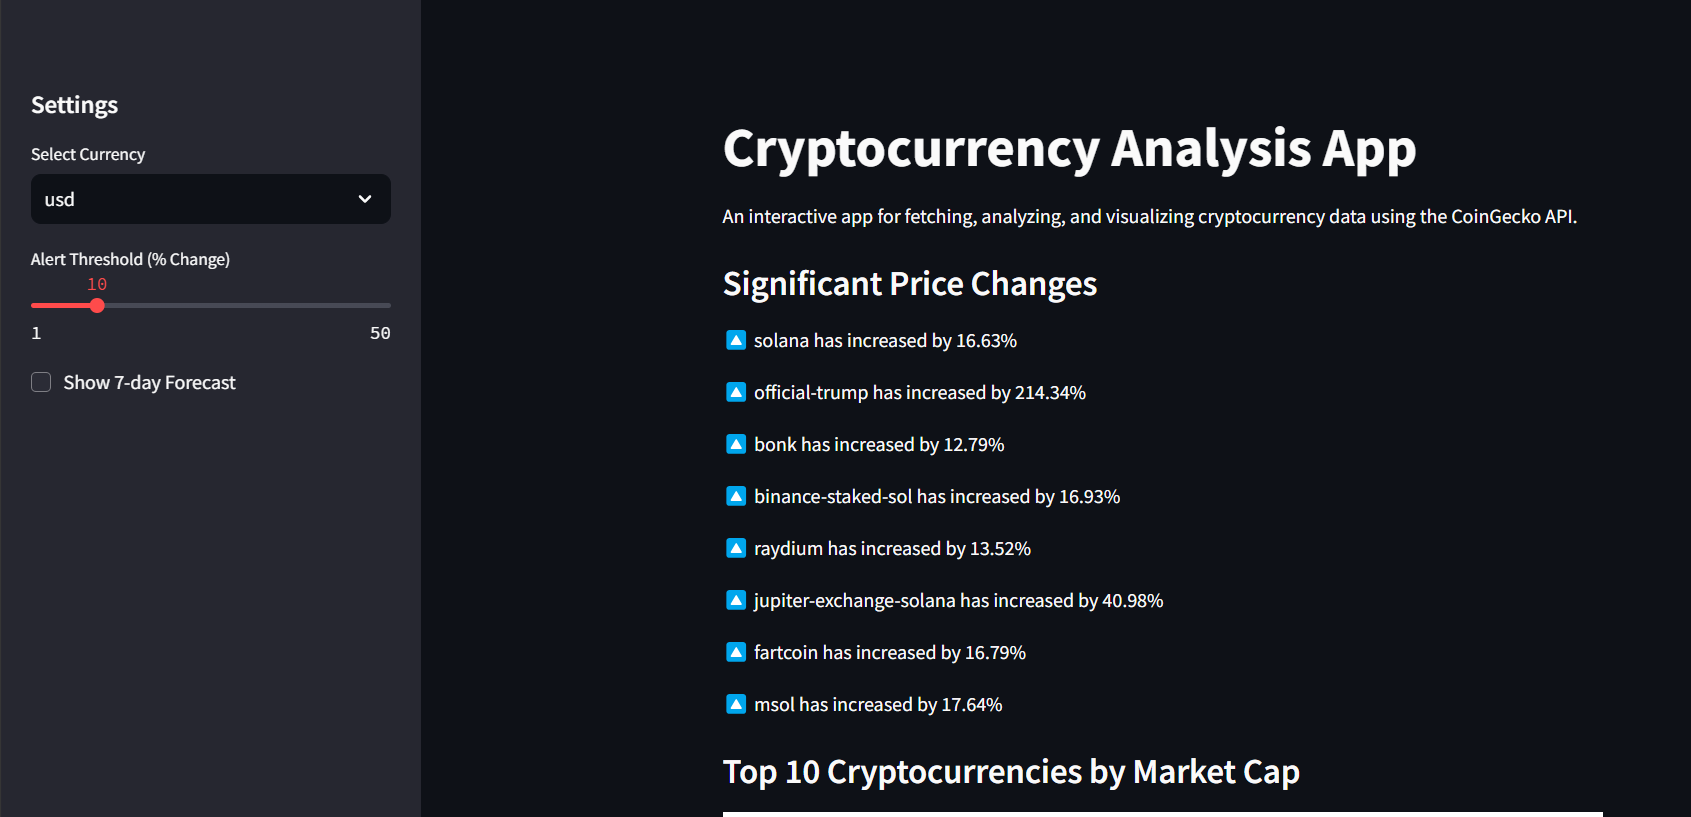 Settings
Select Currency
usd
Alert Threshold (% Change)
10
1 50
Show 7-day Forecast
Cryptocurrency Analysis App
An interactive app for fetching, analyzing, and visualizing cryptocurrency data using the CoinGecko API.
Significant Price Changes
solana has increased by 16.63%
official-trump has increased by 214.34%
bonk has increased by 12.79%
binance-staked-sol has increased by 16.93%
raydium has increased by 13.52%
jupiter-exchange-solana has increased by 40.98%
fartcoin has increased by 16.79%
msol has increased by 17.64%
Top 10 Cryptocurrencies by Market Cap